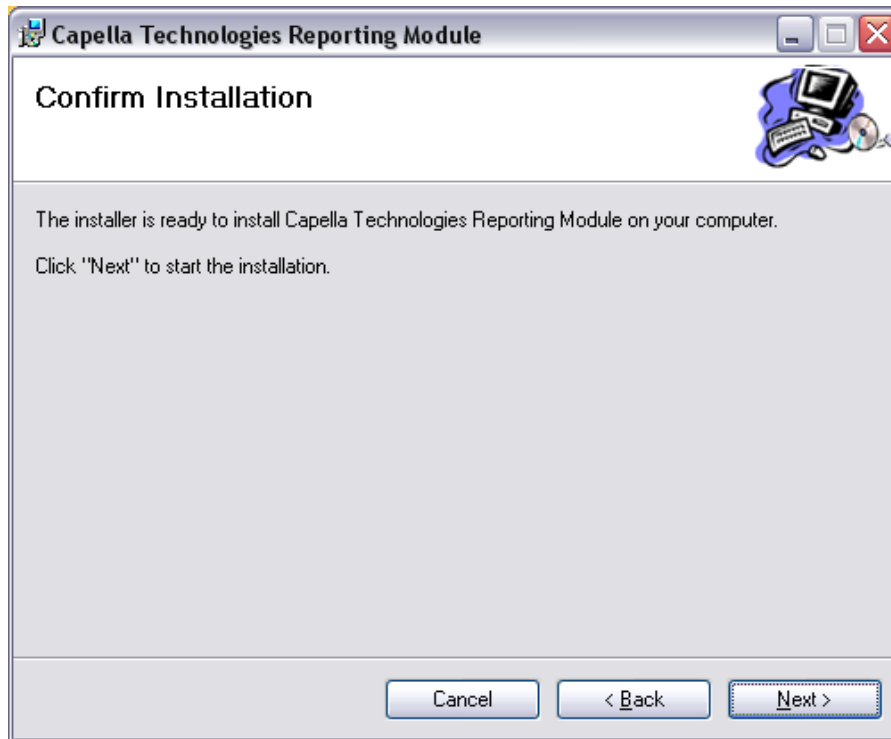 Capella Technologies Reporting Module
Confirm Installation
The installer is ready to install Capella Technologies Reporting Module on your computer.
Click "Next" to start the installation.
Cancel
< Back
Next >